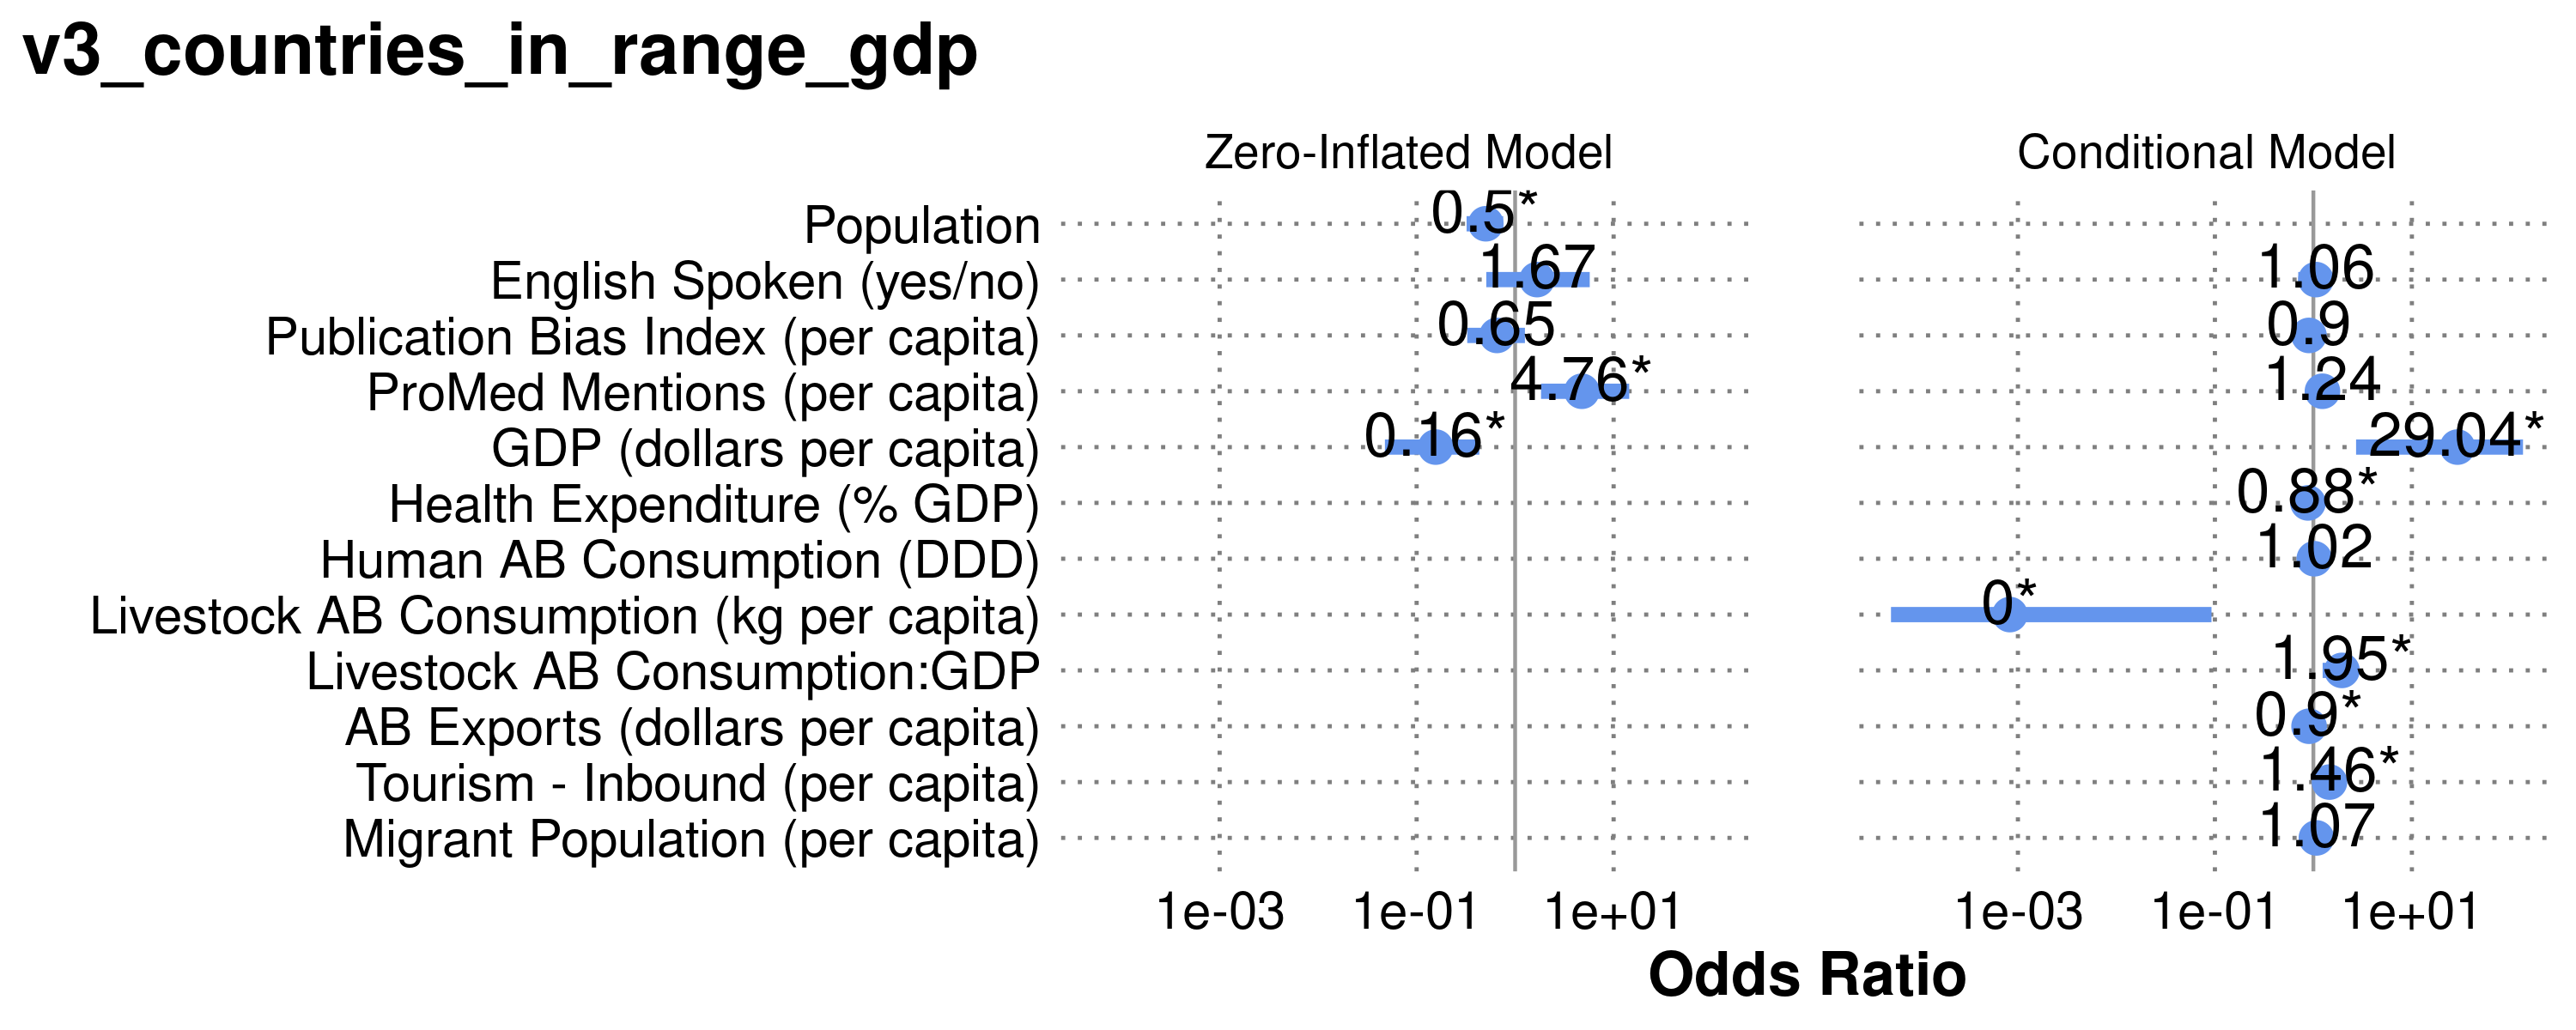 v3_countries_in_range_gdp
Zero-Inflated Model Conditional Model
Population 0.5*
English Spoken (yes/no) 1.67 1.06
Publication Bias Index (per capita) 0.65 0.9
ProMed Mentions (per capita) 4.76* 1.24
GDP (dollars per capita) 0.16* 29.04*
Health Expenditure (% GDP) 0.88*
Human AB Consumption (DDD) 1.02
Livestock AB Consumption (kg per capita) 0*
Livestock AB Consumption:GDP 1.95*
AB Exports (dollars per capita) 0.9*
Tourism - Inbound (per capita) 1.46*
Migrant Population (per capita) 1.07
1e-03 1e-01 1e+01 1e-03 1e-01 1e+01
Odds Ratio